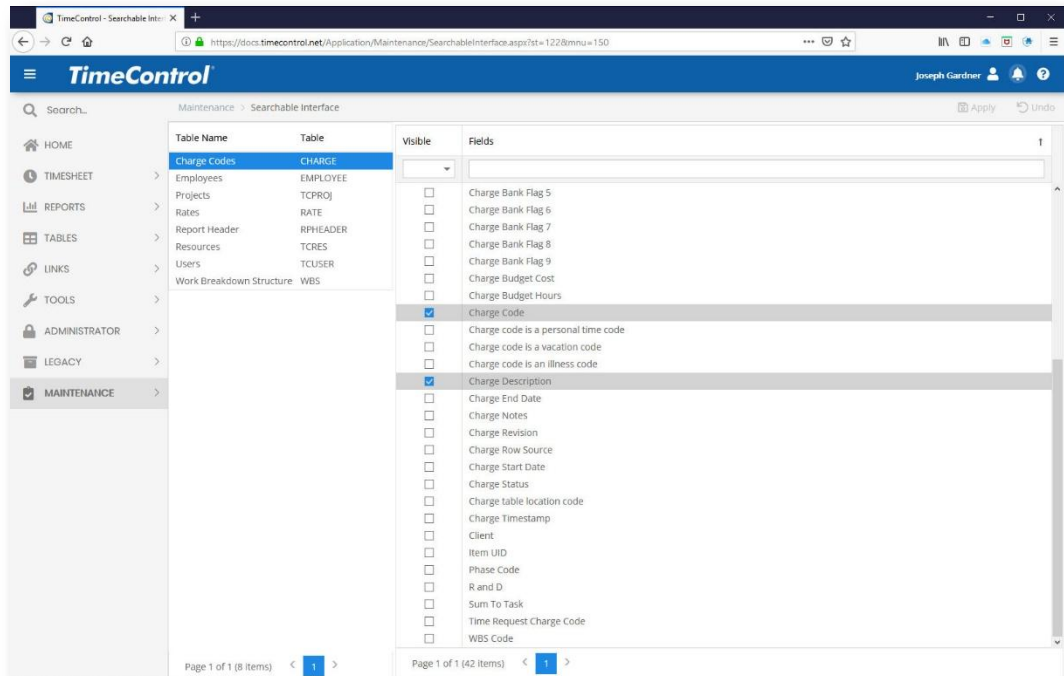 TimeControl - Searchable Inter
https://docs.timecontrol.net/Application/Maintenance/SearchableInterface.aspx?st=122&mnu=150
TimeControl
Joseph Gardner
Search...
Maintenance > Searchable Interface
Apply
Undo
HOME
TIMESHEET
REPORTS
TABLES
LINKS
TOOLS
ADMINISTRATOR
LEGACY
MAINTENANCE
Table Name Table
Charge Codes CHARGE
Employees EMPLOYEE
Projects TCPROJ
Rates RATE
Report Header RPHEADER
Resources TCRES
Users TCUSER
Work Breakdown Structure WBS
Page 1 of 1 (8 items) < 1 >
Visible Fields
Charge Bank Flag 5
Charge Bank Flag 6
Charge Bank Flag 7
Charge Bank Flag 8
Charge Bank Flag 9
Charge Budget Cost
Charge Budget Hours
Charge Code
Charge code is a personal time code
Charge code is a vacation code
Charge code is an illness code
Charge Description
Charge End Date
Charge Notes
Charge Revision
Charge Row Source
Charge Start Date
Charge Status
Charge table location code
Charge Timestamp
Client
Item UID
Phase Code
R and D
Sum To Task
Time Request Charge Code
WBS Code
Page 1 of 1 (42 items) < 1 >